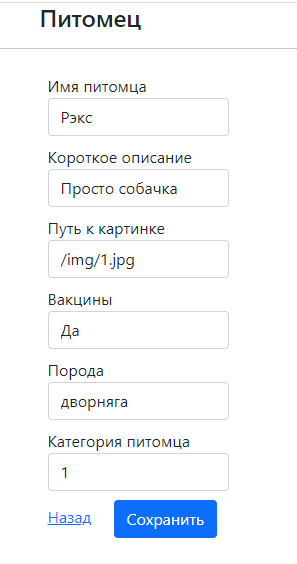 Питомец
Имя питомца
Рэкс
Короткое описание
Просто собачка
Путь к картинке
/img/1.jpg
Вакцины
Да
Порода
дворняга
Категория питомца
1
Назад Сохранить